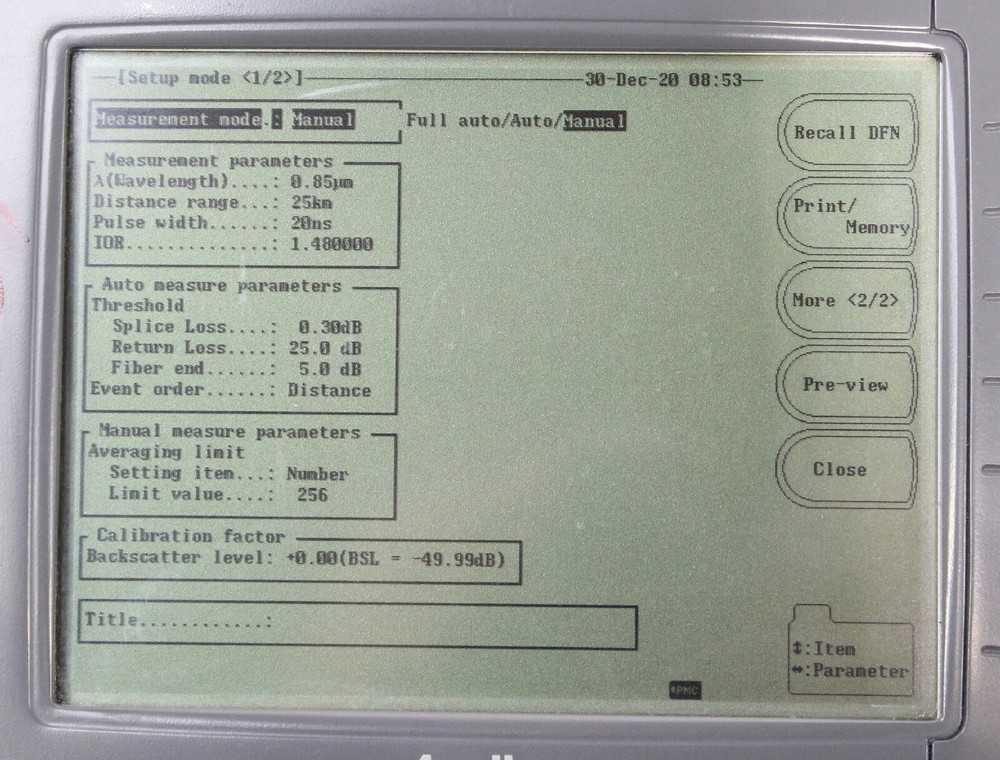 [Setup mode <1/2>] 30-Dec-20 08:53
Measurement mode.: Manual Full auto/Auto/Manual
Measurement parameters
λ(Wavelength)....: 0.85µm
Distance range...: 25km
Pulse width......: 20ns
IOR..............: 1.480000
Auto measure parameters
Threshold
Splice Loss....: 0.30dB
Return Loss....: 25.0 dB
Fiber end......: 5.0 dB
Event order......: Distance
Manual measure parameters
Averaging limit
Setting item...: Number
Limit value....: 256
Calibration factor
Backscatter level: +0.00(BSL = -49.99dB)
Title............:
Recall DFN
Print/
Memory
More <2/2>
Pre-view
Close
↕:Item
↔:Parameter
PMC